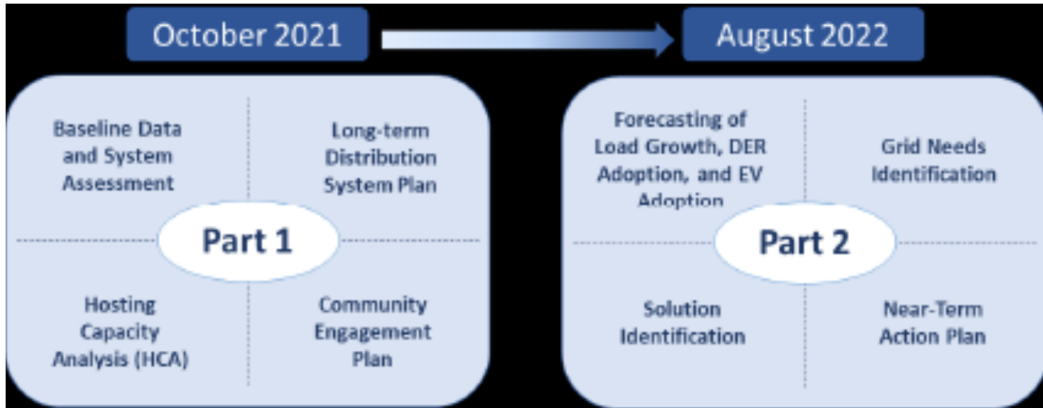 October 2021
August 2022
Baseline Data
and System
Assessment
Long-term
Distribution
System Plan
Part 1
Hosting
Capacity
Analysis (HCA)
Community
Engagement
Plan
Forecasting of
Load Growth, DER
Adoption, and EV
Adoption
Grid Needs
Identification
Part 2
Solution
Identification
Near-Term
Action Plan